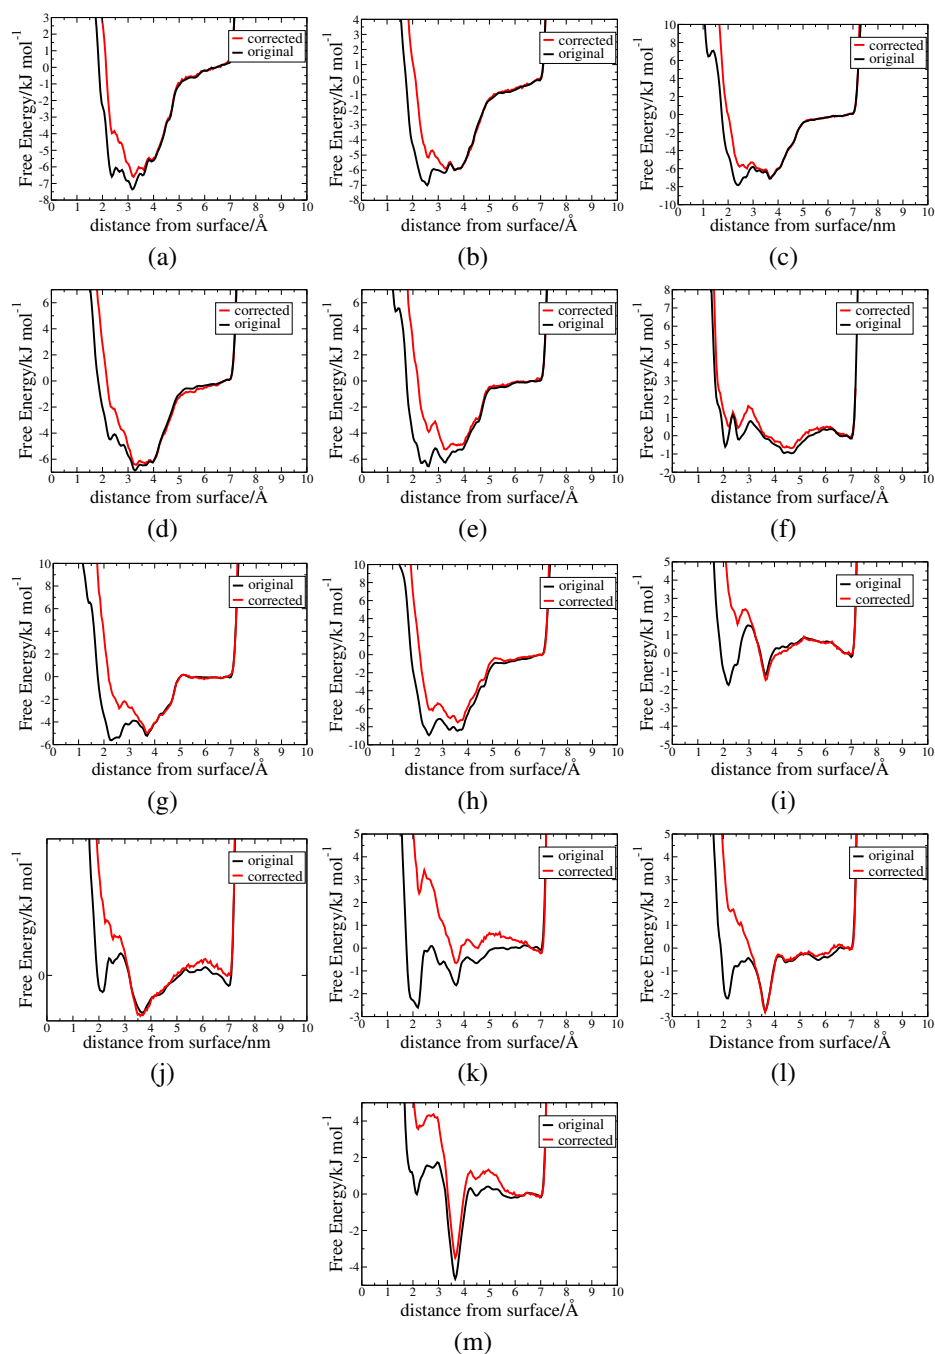 Free Energy/kJ mol-1
3
2
1
0
-1
-2
-3
-4
-5
-6
-7
-8
corrected
original
0 1 2 3 4 5 6 7 8 9 10
distance from surface/Å
(a)
Free Energy/kJ mol-1
4
3
2
1
0
-1
-2
-3
-4
-5
-6
-7
-8
corrected
original
0 1 2 3 4 5 6 7 8 9 10
distance from surface/Å
(b)
Free Energy/kJ mol-1
10
8
6
4
2
0
-2
-4
-6
-8
-10
corrected
original
0 1 2 3 4 5 6 7 8 9 10
distance from surface/nm
(c)
Free Energy/kJ mol-1
6
4
2
0
-2
-4
-6
corrected
original
0 1 2 3 4 5 6 7 8 9 10
distance from surface/Å
(d)
Free Energy/kJ mol-1
6
4
2
0
-2
-4
-6
corrected
original
0 1 2 3 4 5 6 7 8 9 10
distance from surface/Å
(e)
Free Energy/kJ mol-1
8
7
6
5
4
3
2
1
0
-1
-2
corrected
original
0 1 2 3 4 5 6 7 8 9 10
distance from surface/Å
(f)
Free Energy/kJ mol-1
10
8
6
4
2
0
-2
-4
-6
original
corrected
0 1 2 3 4 5 6 7 8 9 10
distance from surface/Å
(g)
Free Energy/kJ mol-1
10
8
6
4
2
0
-2
-4
-6
-8
-10
original
corrected
0 1 2 3 4 5 6 7 8 9 10
distance from surface/Å
(h)
Free Energy/kJ mol-1
5
4
3
2
1
0
-1
-2
-3
-4
-5
original
corrected
0 1 2 3 4 5 6 7 8 9 10
distance from surface/Å
(i)
Free Energy/kJ mol-1
0
original
corrected
0 1 2 3 4 5 6 7 8 9 10
distance from surface/nm
(j)
Free Energy/kJ mol-1
5
4
3
2
1
0
-1
-2
-3
original
corrected
0 1 2 3 4 5 6 7 8 9 10
distance from surface/Å
(k)
Free Energy/kJ mol-1
5
4
3
2
1
0
-1
-2
-3
original
corrected
0 1 2 3 4 5 6 7 8 9 10
Distance from surface/Å
(l)
Free Energy/kJ mol-1
4
2
0
-2
-4
original
corrected
0 1 2 3 4 5 6 7 8 9 10
distance from surface/Å
(m)